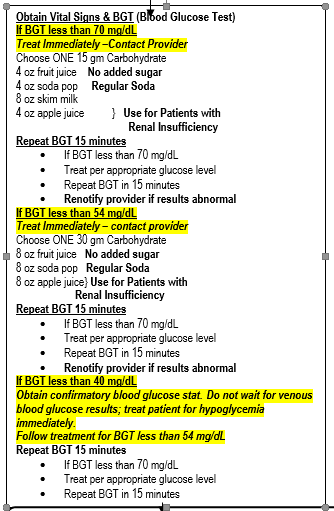 Obtain Vital Signs & BGT (Blood Glucose Test)
If BGT less than 70 mg/dL
Treat Immediately –Contact Provider
Choose ONE 15 gm Carbohydrate
4 oz fruit juice No added sugar
4 oz soda pop Regular Soda
8 oz skim milk
4 oz apple juice } Use for Patients with
Renal Insufficiency
Repeat BGT 15 minutes
• If BGT less than 70 mg/dL
• Treat per appropriate glucose level
• Repeat BGT in 15 minutes
• Renotify provider if results abnormal
If BGT less than 54 mg/dL
Treat Immediately – contact provider
Choose ONE 30 gm Carbohydrate
8 oz fruit juice No added sugar
8 oz soda pop Regular Soda
8 oz apple juice} Use for Patients with
Renal Insufficiency
Repeat BGT 15 minutes
• If BGT less than 70 mg/dL
• Treat per appropriate glucose level
• Repeat BGT in 15 minutes
• Renotify provider if results abnormal
If BGT less than 40 mg/dL
Obtain confirmatory blood glucose stat. Do not wait for venous
blood glucose results; treat patient for hypoglycemia
immediately.
Follow treatment for BGT less than 54 mg/dL
Repeat BGT 15 minutes
• If BGT less than 70 mg/dL
• Treat per appropriate glucose level
• Repeat BGT in 15 minutes